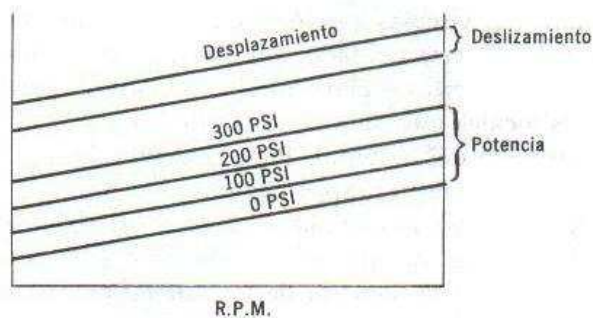 Desplazamiento
Deslizamiento
300 PSI
200 PSI
100 PSI
0 PSI
Potencia
R.P.M.